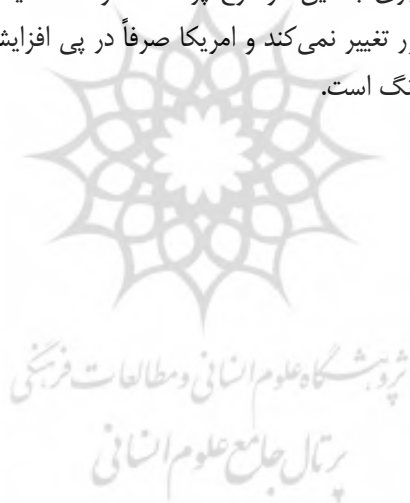 ور تغییر نمی‌کند و امریکا صرفاً در پی افزایش
نگ است.
پژوهشگاه علوم انسانی و مطالعات فرهنگی
پرتال جامع علوم انسانی